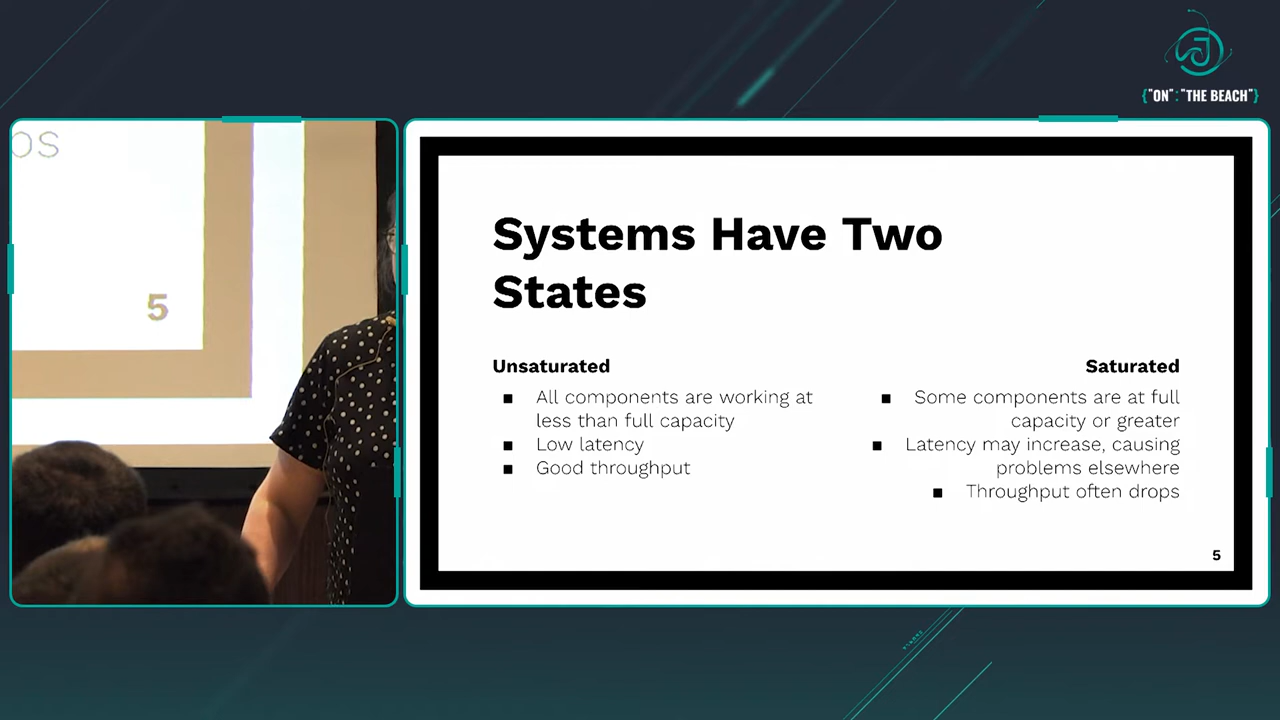 {"ON":"THE BEACH"}
OS
5
Systems Have Two
States
Unsaturated
■ All components are working at
less than full capacity
■ Low latency
■ Good throughput
Saturated
■ Some components are at full
capacity or greater
■ Latency may increase, causing
problems elsewhere
■ Throughput often drops
5